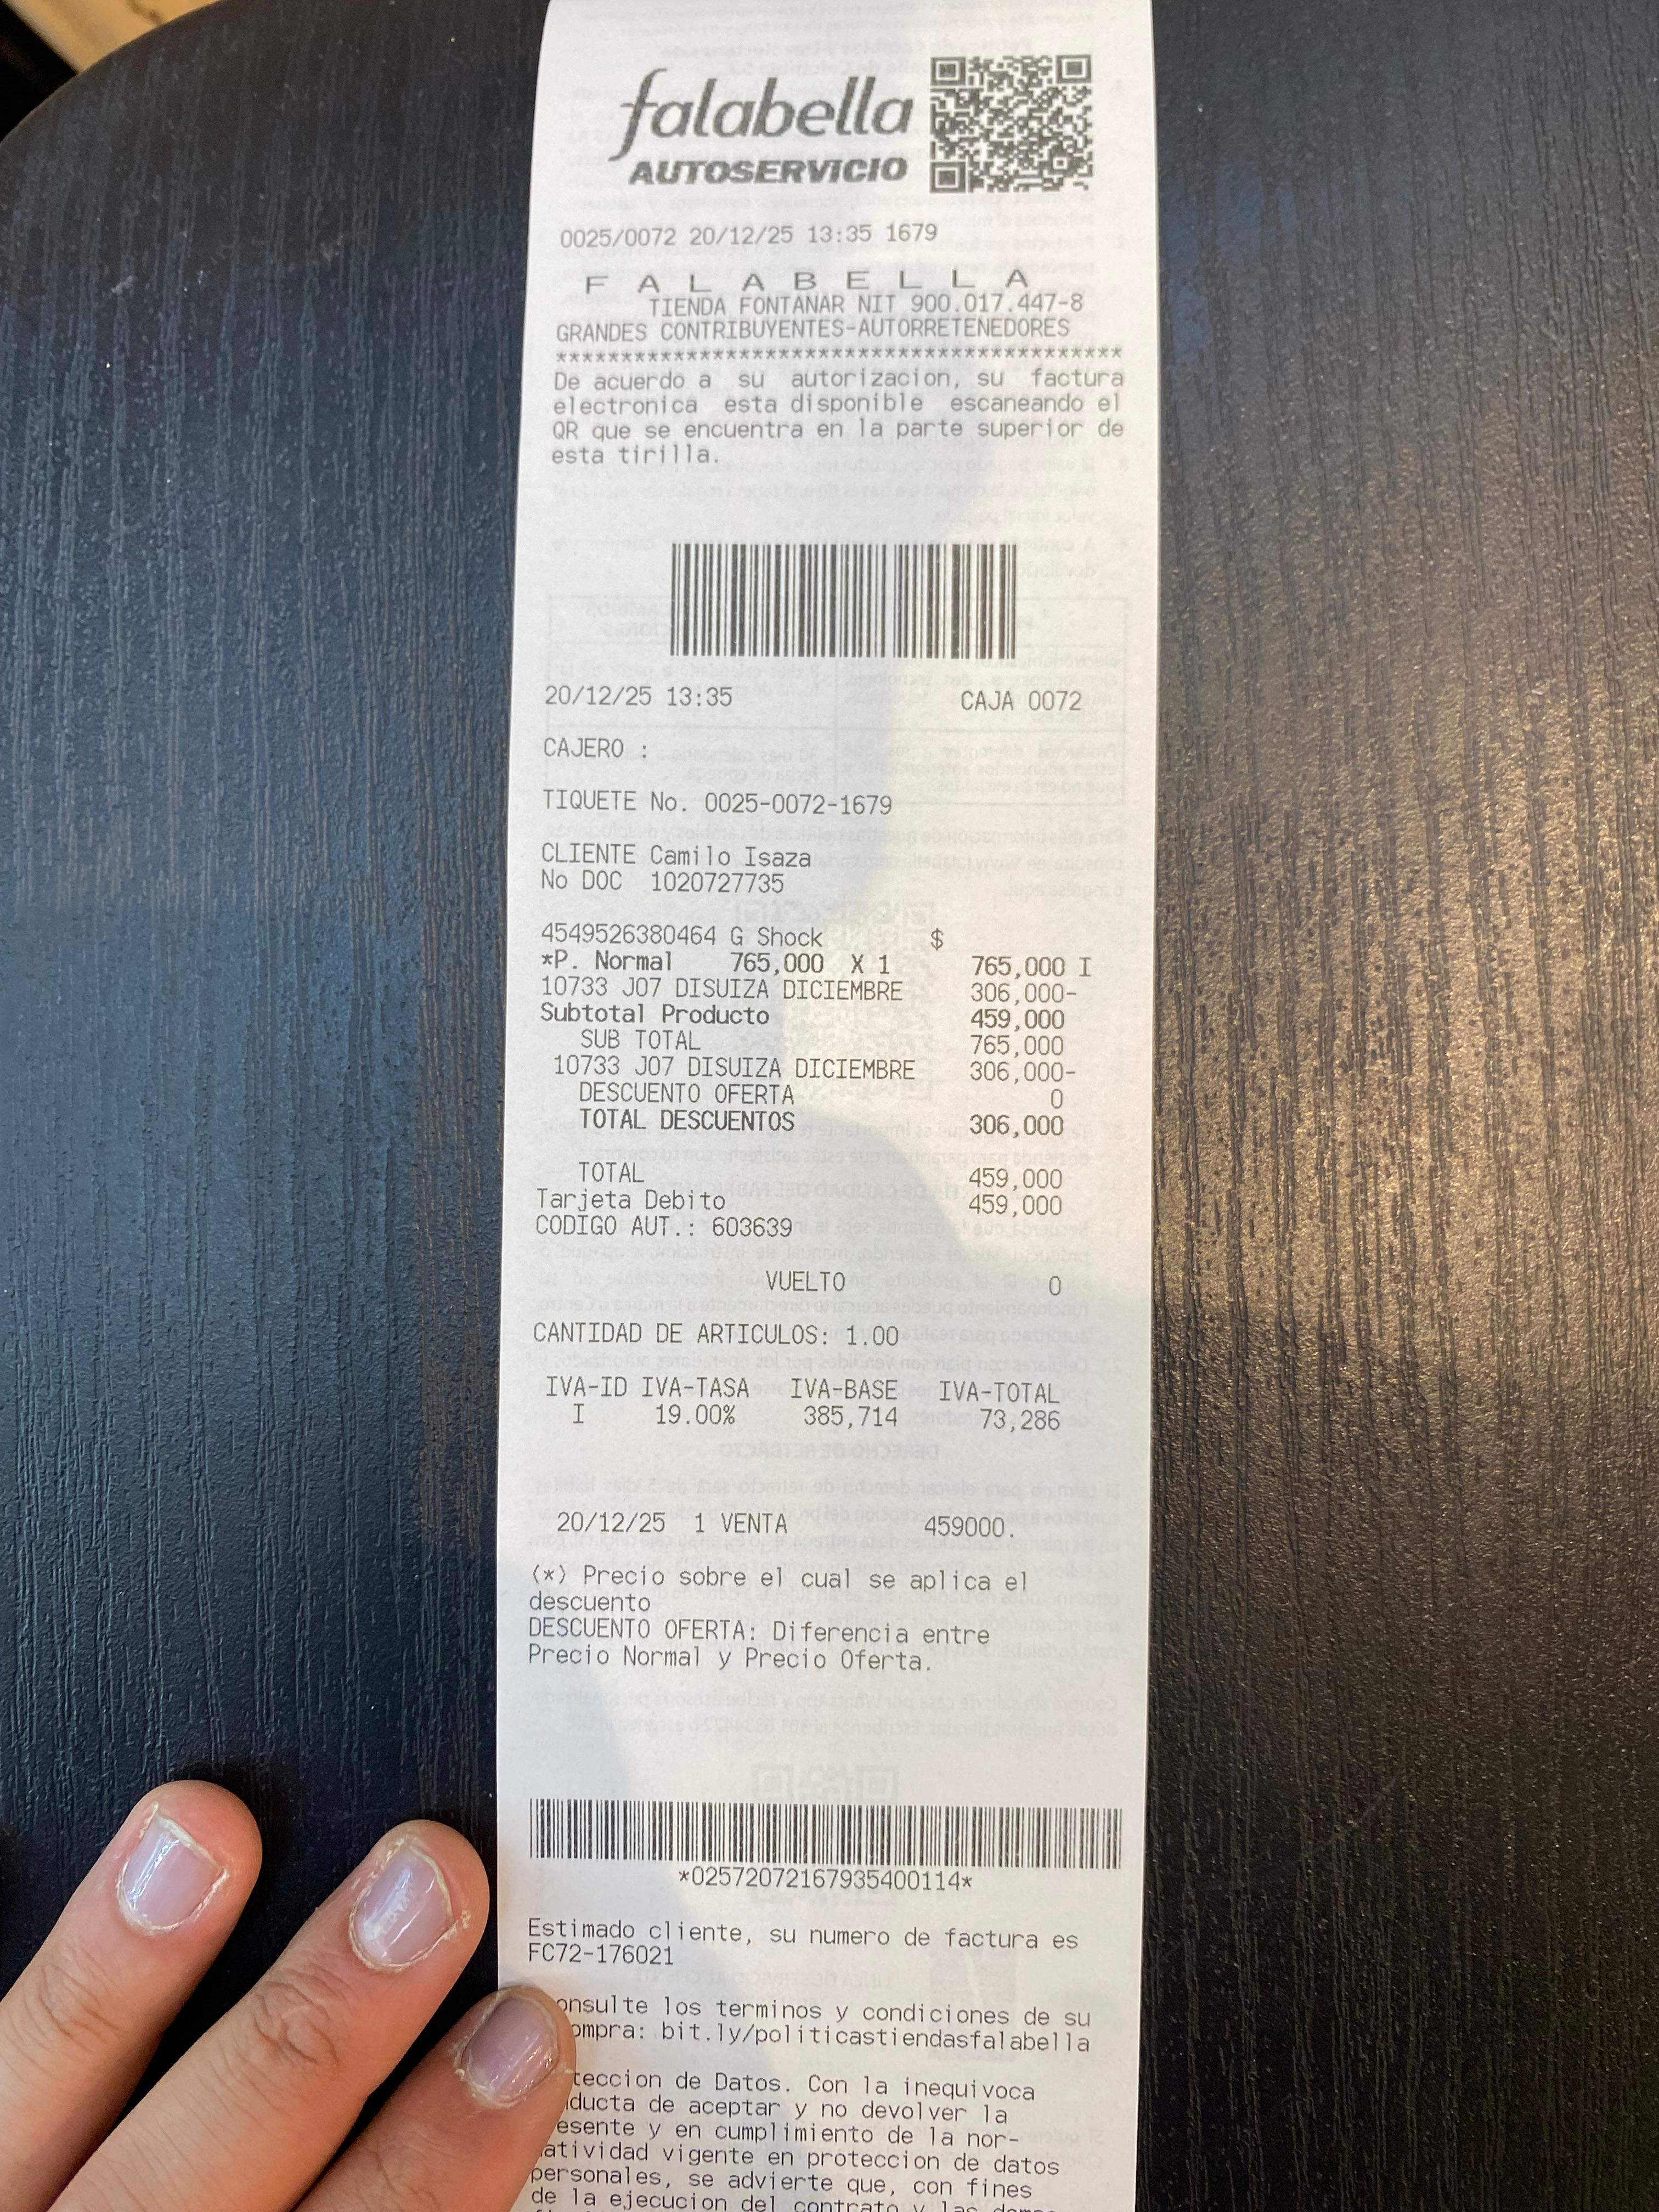 falabella
AUTOSERVICIO
0025/0072 20/12/25 13:35 1679
F A L A B E L L A
TIENDA FONTANAR NIT 900.017.447-8
GRANDES CONTRIBUYENTES-AUTORRETENEDORES
*******************************************
De acuerdo a su autorizacion, su factura
electronica esta disponible escaneando el
QR que se encuentra en la parte superior de
esta tirilla.
20/12/25 13:35 CAJA 0072
CAJERO :
TIQUETE No. 0025-0072-1679
CLIENTE Camilo Isaza
No DOC 1020727735
4549526380464 G Shock $
*P. Normal 765,000 X 1 765,000 I
10733 J07 DISUIZA DICIEMBRE 306,000-
Subtotal Producto 459,000
SUB TOTAL 765,000
10733 J07 DISUIZA DICIEMBRE 306,000-
DESCUENTO OFERTA 0
TOTAL DESCUENTOS 306,000
TOTAL 459,000
Tarjeta Debito 459,000
CODIGO AUT.: 603639
VUELTO 0
CANTIDAD DE ARTICULOS: 1.00
IVA-ID IVA-TASA IVA-BASE IVA-TOTAL
I 19.00% 385,714 73,286
20/12/25 1 VENTA 459000.
(*) Precio sobre el cual se aplica el
descuento
DESCUENTO OFERTA: Diferencia entre
Precio Normal y Precio Oferta.
*02572072167935400114*
Estimado cliente, su numero de factura es
FC72-176021
onsulte los terminos y condiciones de su
ompra: bit.ly/politicastiendasfalabella
teccion de Datos. Con la inequivoca
ducta de aceptar y no devolver la
esente y en cumplimiento de la nor-
atividad vigente en proteccion de datos
personales, se advierte que, con fines
de la ejecucion del contrato y las